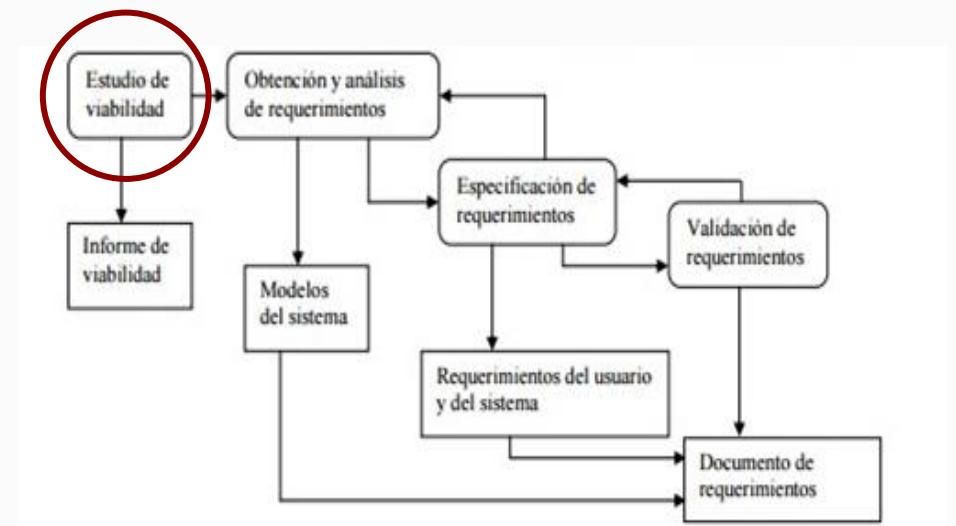 Estudio de
viabilidad
Obtención y análisis
de requerimientos
Especificación de
requerimientos
Validación de
requerimientos
Informe de
viabilidad
Modelos
del sistema
Requerimientos del usuario
y del sistema
Documento de
requerimientos